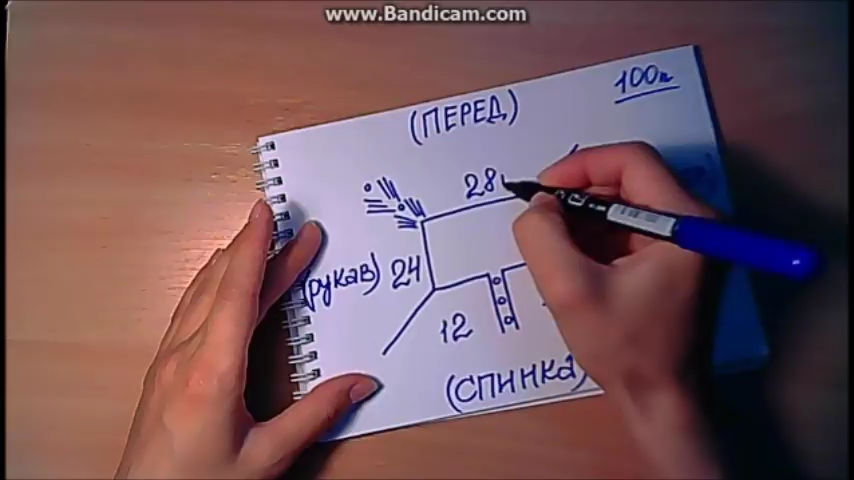 www.Bandicam.com
100п
(ПЕРЕД)
28
(рукав) 24
12
(СПИНКА)